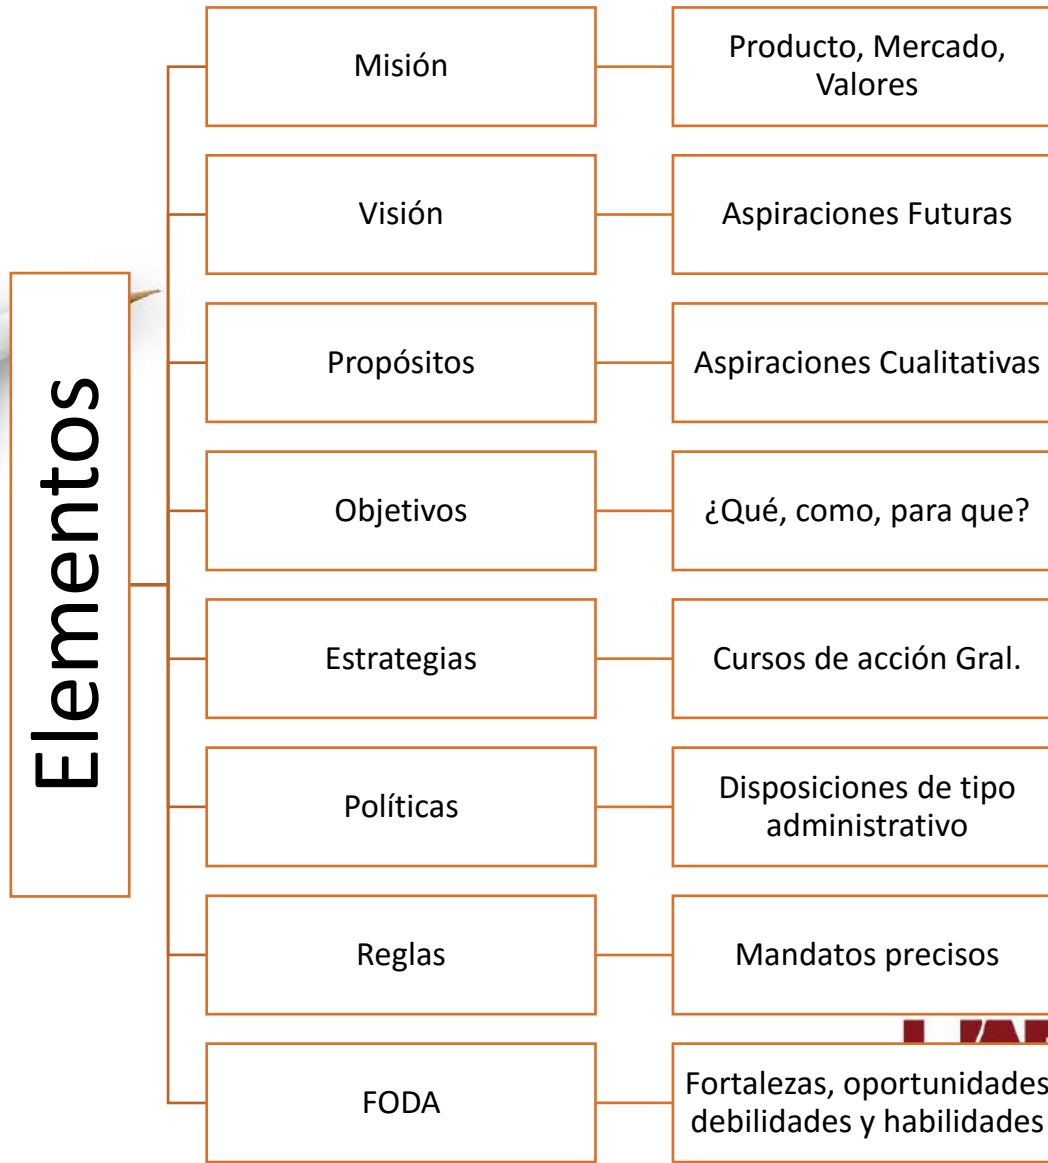 Elementos
Misión
Producto, Mercado,
Valores
Visión
Aspiraciones Futuras
Propósitos
Aspiraciones Cualitativas
Objetivos
¿Qué, como, para que?
Estrategias
Cursos de acción Gral.
Políticas
Disposiciones de tipo
administrativo
Reglas
Mandatos precisos
FODA
Fortalezas, oportunidades
debilidades y habilidades